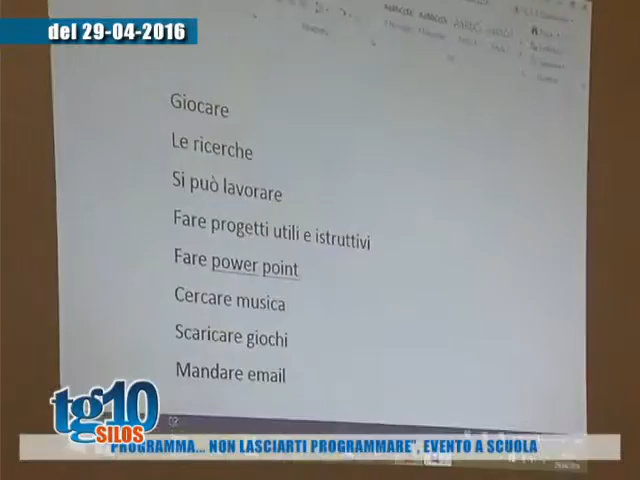 del 29-04-2016
Giocare
Le ricerche
Si può lavorare
Fare progetti utili e istruttivi
Fare power point
Cercare musica
Scaricare giochi
Mandare email
tg10
SILOS
PROGRAMMA... NON LASCIARTI PROGRAMMARE", EVENTO A SCUOLA